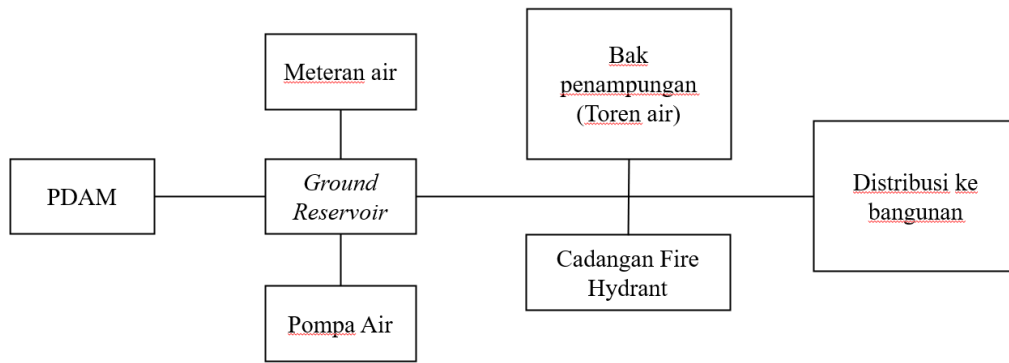 PDAM
Meteran air
Ground
Reservoir
Pompa Air
Bak
penampungan
(Toren air)
Cadangan Fire
Hydrant
Distribusi ke
bangunan